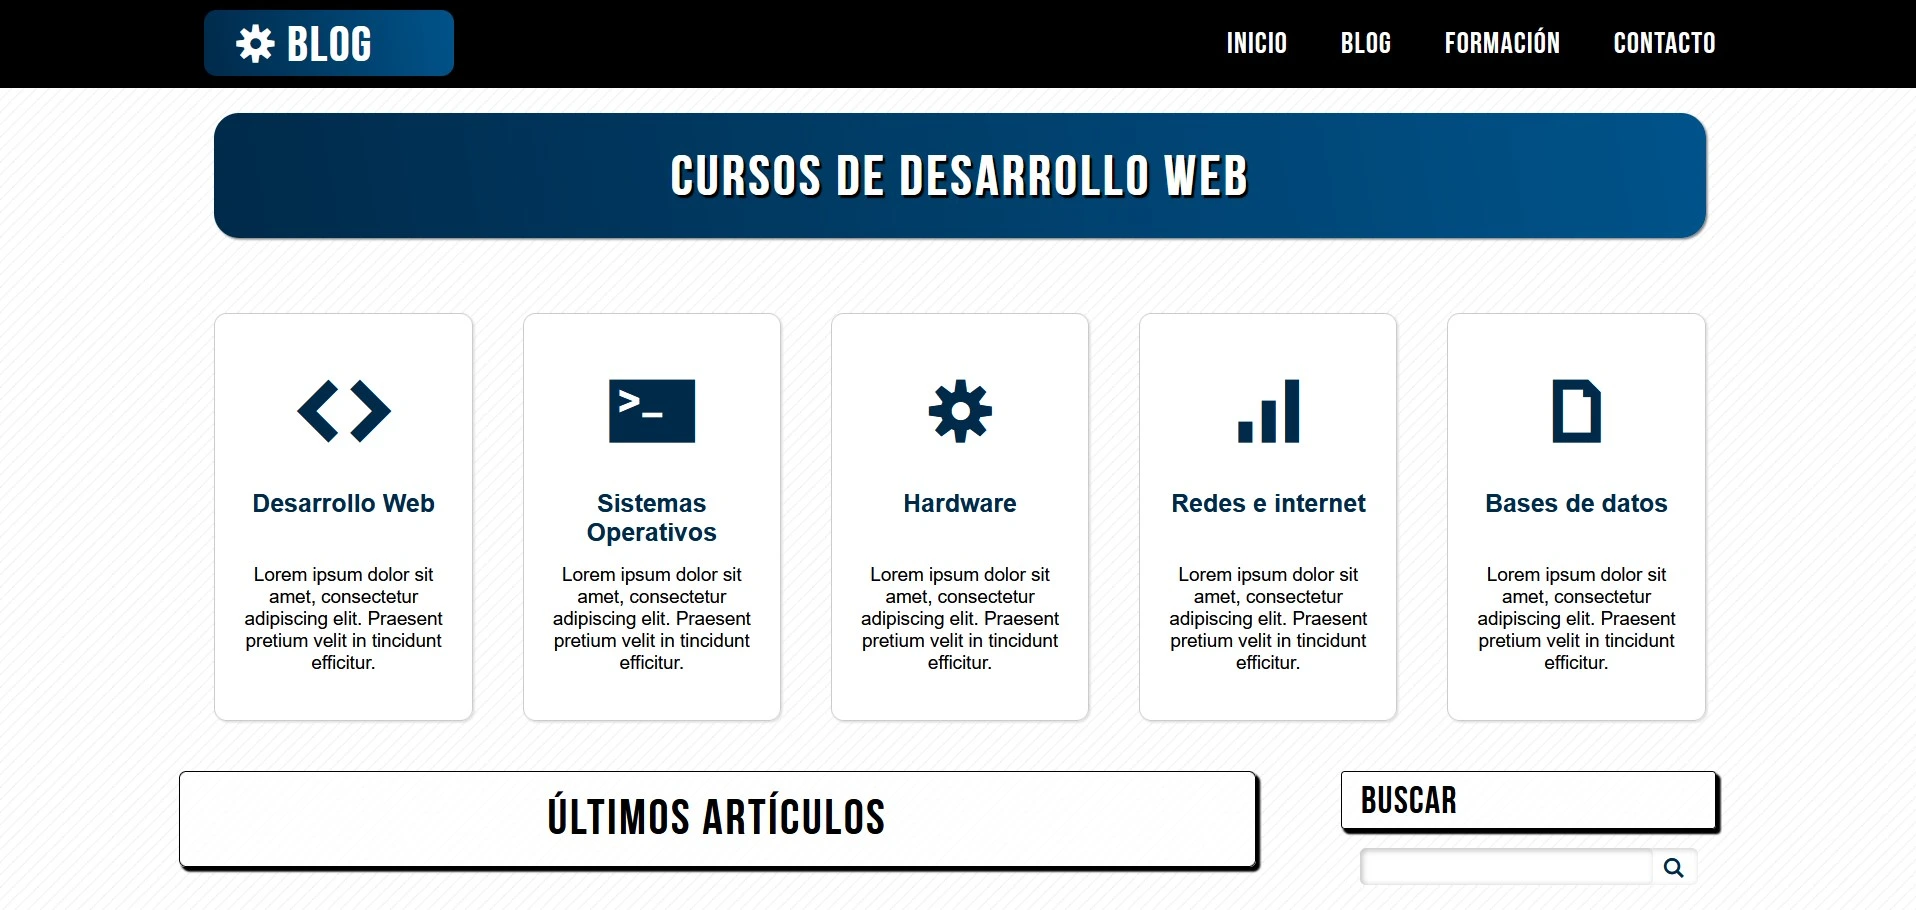 BLOG
INICIO BLOG FORMACIÓN CONTACTO
CURSOS DE DESARROLLO WEB
>_
Desarrollo Web
Lorem ipsum dolor sit
amet, consectetur
adipiscing elit. Praesent
pretium velit in tincidunt
efficitur.
Sistemas
Operativos
Lorem ipsum dolor sit
amet, consectetur
adipiscing elit. Praesent
pretium velit in tincidunt
efficitur.
Hardware
Lorem ipsum dolor sit
amet, consectetur
adipiscing elit. Praesent
pretium velit in tincidunt
efficitur.
Redes e internet
Lorem ipsum dolor sit
amet, consectetur
adipiscing elit. Praesent
pretium velit in tincidunt
efficitur.
Bases de datos
Lorem ipsum dolor sit
amet, consectetur
adipiscing elit. Praesent
pretium velit in tincidunt
efficitur.
ÚLTIMOS ARTÍCULOS
BUSCAR